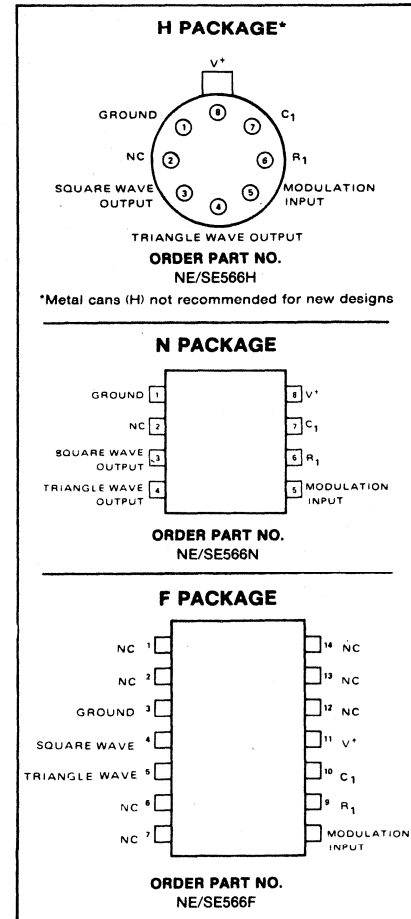 H PACKAGE*
V+
GROUND 1 8 7 C1
NC 2 6 R1
SQUARE WAVE OUTPUT 3 4 5 MODULATION INPUT
TRIANGLE WAVE OUTPUT
ORDER PART NO.
NE/SE566H
*Metal cans (H) not recommended for new designs
N PACKAGE
GROUND 1 8 V+
NC 2 7 C1
SQUARE WAVE OUTPUT 3 6 R1
TRIANGLE WAVE OUTPUT 4 5 MODULATION INPUT
ORDER PART NO.
NE/SE566N
F PACKAGE
NC 1 14 NC
NC 2 13 NC
GROUND 3 12 NC
SQUARE WAVE 4 11 V+
TRIANGLE WAVE 5 10 C1
NC 6 9 R1
NC 7 MODULATION INPUT
ORDER PART NO.
NE/SE566F